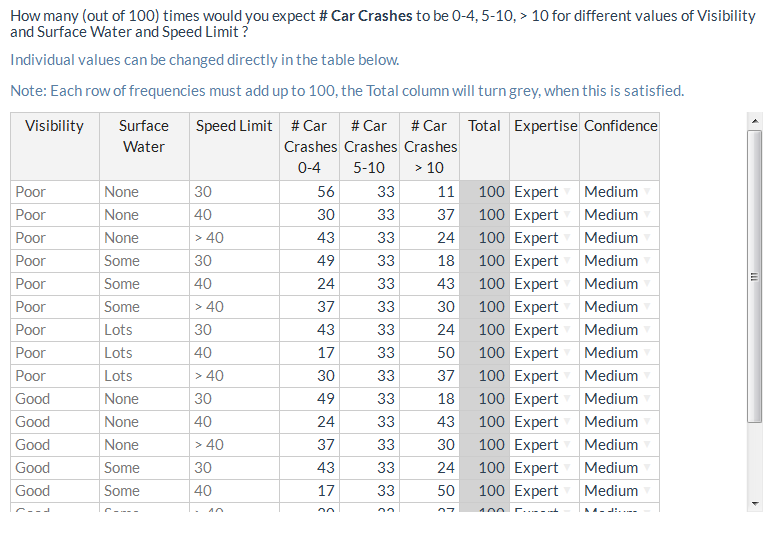 How many (out of 100) times would you expect # Car Crashes to be 0-4, 5-10, > 10 for different values of Visibility
and Surface Water and Speed Limit ?
Individual values can be changed directly in the table below.
Note: Each row of frequencies must add up to 100, the Total column will turn grey, when this is satisfied.
Visibility Surface Speed Limit # Car # Car # Car Total Expertise Confidence
Water Crashes Crashes Crashes
0-4 5-10 > 10
Poor None 30 56 33 11 100 Expert Medium
Poor None 40 30 33 37 100 Expert Medium
Poor None > 40 43 33 24 100 Expert Medium
Poor Some 30 49 33 18 100 Expert Medium
Poor Some 40 24 33 43 100 Expert Medium
Poor Some > 40 37 33 30 100 Expert Medium
Poor Lots 30 43 33 24 100 Expert Medium
Poor Lots 40 17 33 50 100 Expert Medium
Poor Lots > 40 30 33 37 100 Expert Medium
Good None 30 49 33 18 100 Expert Medium
Good None 40 24 33 43 100 Expert Medium
Good None > 40 37 33 30 100 Expert Medium
Good Some 30 43 33 24 100 Expert Medium
Good Some 40 17 33 50 100 Expert Medium